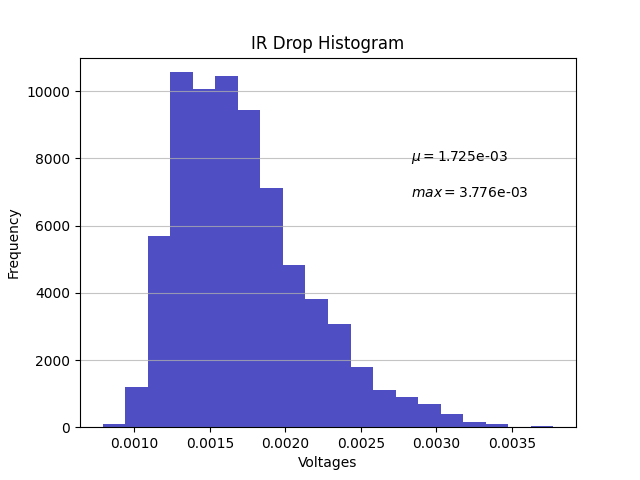 IR Drop Histogram
10000
8000
6000
4000
2000
0
Frequency
μ = 1.725e-03
max = 3.776e-03
0.0010 0.0015 0.0020 0.0025 0.0030 0.0035
Voltages